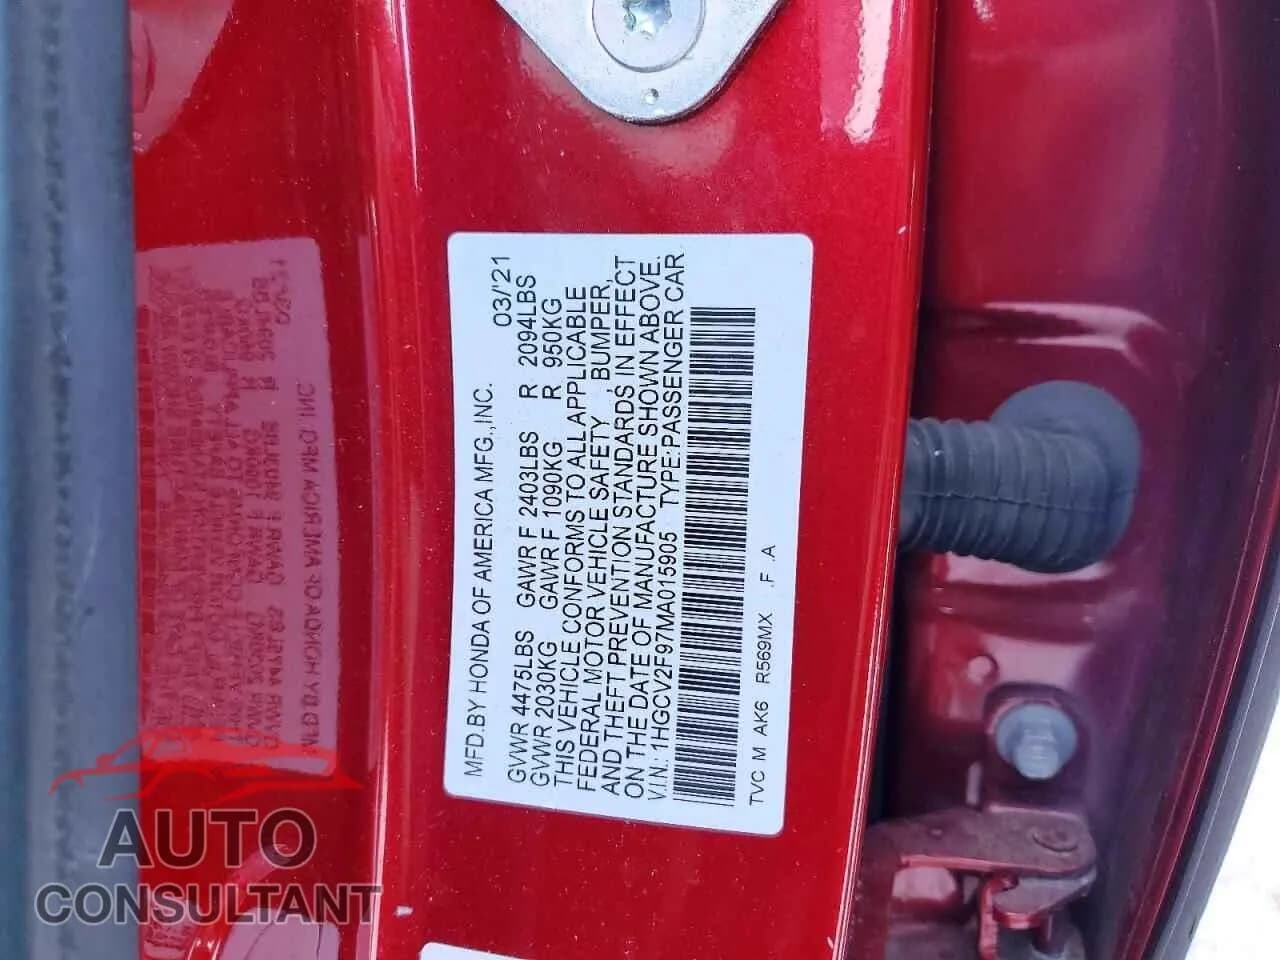 MFD.BY HONDA OF AMERICA MFG.,INC. 03/'21
GVWR 4475LBS GAWR F 2403LBS R 2094LBS
GVWR 2030KG GAWR F 1090KG R 950KG
THIS VEHICLE CONFORMS TO ALL APPLICABLE
FEDERAL MOTOR VEHICLE SAFETY , BUMPER,
AND THEFT PREVENTION STANDARDS, IN EFFECT
ON THE DATE OF MANUFACTURE SHOWN ABOVE.
V.I.N.: 1HGCV2F97MA015905 TYPE:PASSENGER CAR
TVC M AK6 R569MX .F .A
AUTO
CONSULTANT